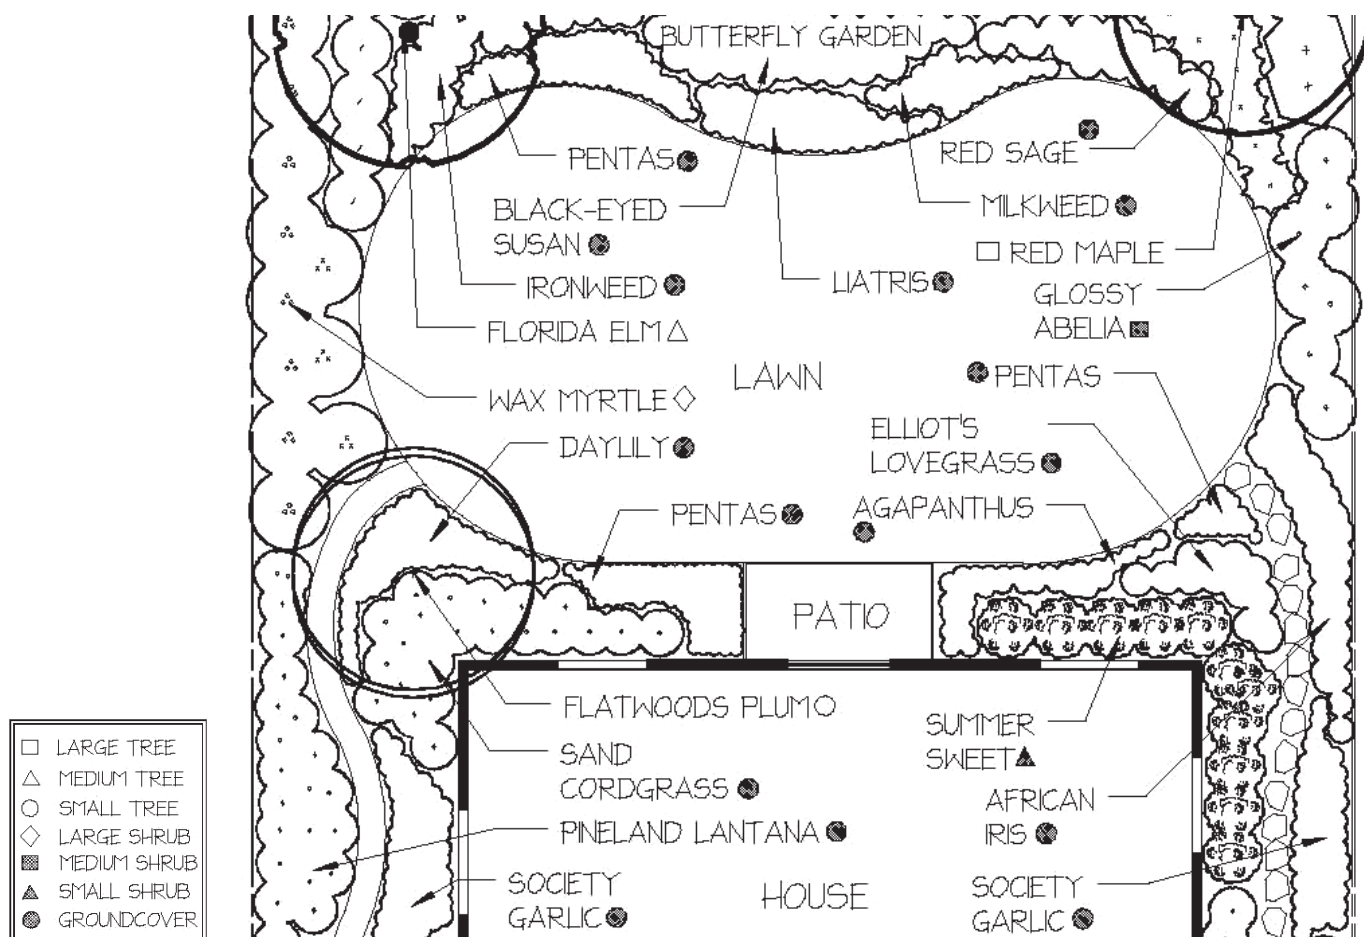 BUTTERFLY GARDEN
PENTAS
RED SAGE
BLACK-EYED
SUSAN
MILKWEED
RED MAPLE
IRONWEED
LIATRIS
GLOSSY
ABELIA
FLORIDA ELM
LAWN
PENTAS
WAX MYRTLE
DAYLILY
ELLIOT'S
LOVEGRASS
PENTAS
AGAPANTHUS
PATIO
FLATWOODS PLUM
SUMMER
SWEET
SAND
CORDGRASS
AFRICAN
IRIS
PINELAND LANTANA
SOCIETY
GARLIC
HOUSE
SOCIETY
GARLIC
LARGE TREE
MEDIUM TREE
SMALL TREE
LARGE SHRUB
MEDIUM SHRUB
SMALL SHRUB
GROUNDCOVER